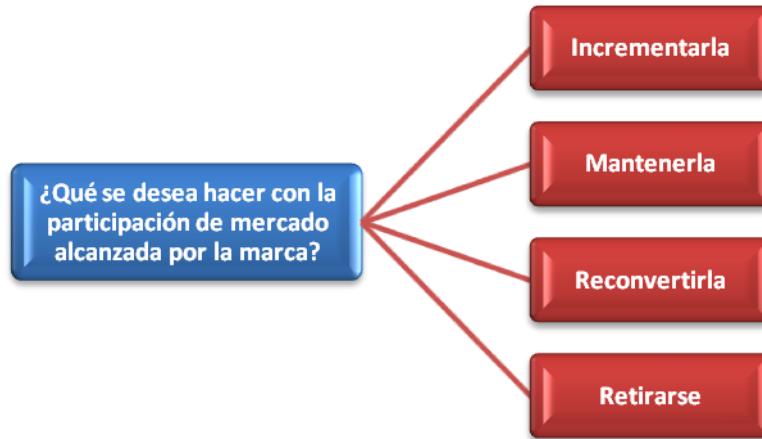 ¿Qué se desea hacer con la
participación de mercado
alcanzada por la marca?
Incrementarla
Mantenerla
Reconvertirla
Retirarse